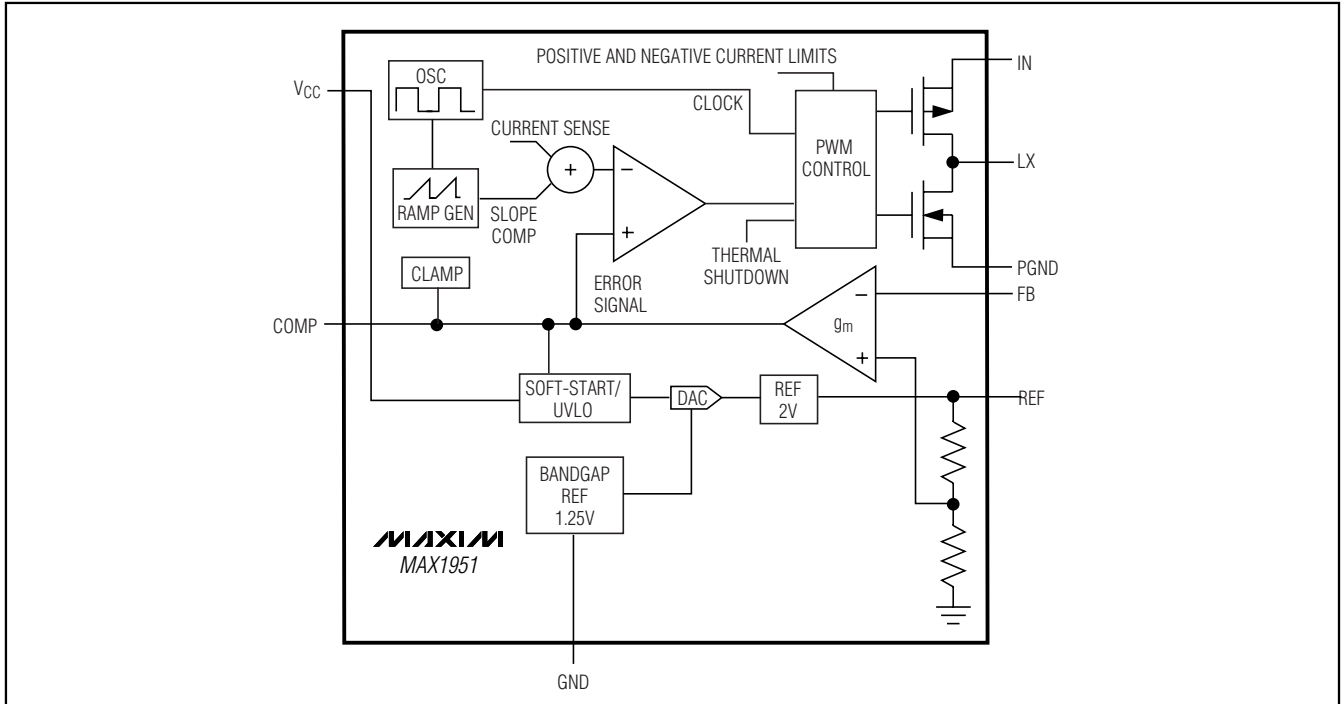 POSITIVE AND NEGATIVE CURRENT LIMITS
IN
OSC
VCC
CLOCK
CURRENT SENSE
PWM
CONTROL
+
−
LX
RAMP GEN
SLOPE
COMP
+
THERMAL
SHUTDOWN
PGND
CLAMP
ERROR
SIGNAL
−
FB
COMP
gm
+
SOFT-START/
UVLO
DAC
REF
2V
REF
BANDGAP
REF
1.25V
MAXIM
MAX1951
GND